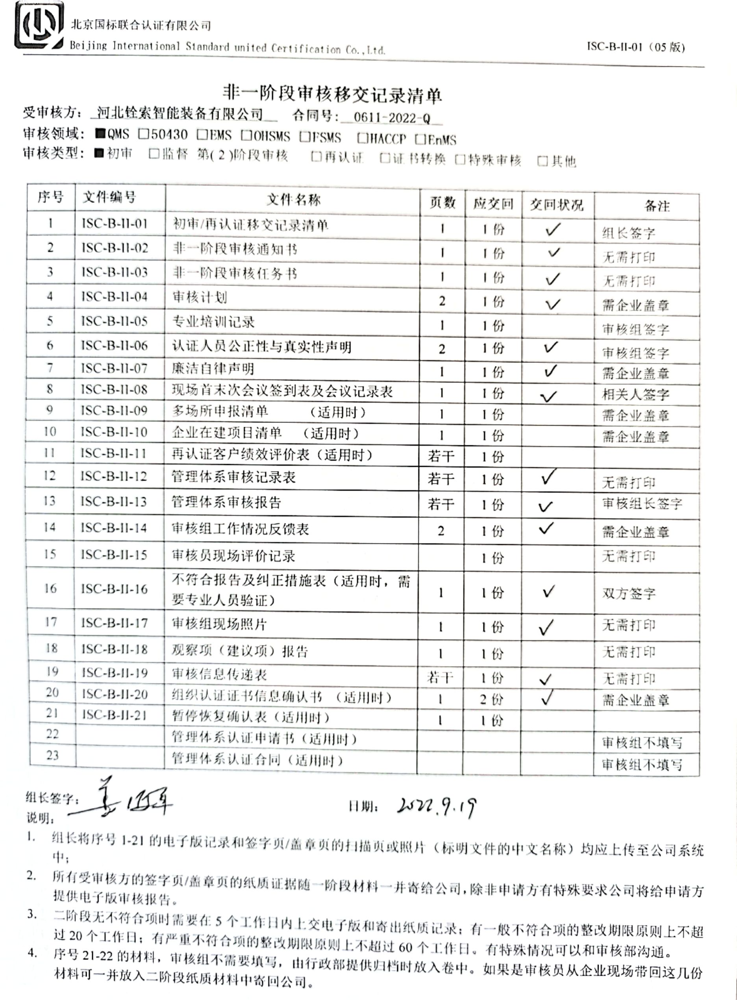 北京国标联合认证有限公司
Beijing International Standard united Certification Co.,Ltd.
ISC-B-II-01（05 版）
非一阶段审核移交记录清单
受审核方： 河北铨索智能装备有限公司 合同号： 0611-2022-Q
审核领域：■QMS □50430 □EMS □OHSMS □FSMS □HACCP □EnMS
审核类型：■初审 □监督 第( 2 )阶段审核 □再认证 □证书转换 □特殊审核 □其他
序号 文件编号 文件名称 页数 应交回 交回状况 备注
1 ISC-B-II-01 初审/再认证移交记录清单 1 1 份 ✓ 组长签字
2 ISC-B-II-02 非一阶段审核通知书 1 1 份 ✓ 无需打印
3 ISC-B-II-03 非一阶段审核任务书 1 1 份 ✓ 无需打印
4 ISC-B-II-04 审核计划 2 1 份 ✓ 需企业盖章
5 ISC-B-II-05 专业培训记录 1 1 份 审核组签字
6 ISC-B-II-06 认证人员公正性与真实性声明 2 1 份 ✓ 审核组签字
7 ISC-B-II-07 廉洁自律声明 1 1 份 ✓ 需企业盖章
8 ISC-B-II-08 现场首末次会议签到表及会议记录表 1 1 份 ✓ 相关人签字
9 ISC-B-II-09 多场所申报清单 （适用时） 1 1 份 需企业盖章
10 ISC-B-II-10 企业在建项目清单 （适用时） 1 1 份 需企业盖章
11 ISC-B-II-11 再认证客户绩效评价表（适用时） 若干 1 份
12 ISC-B-II-12 管理体系审核记录表 若干 1 份 ✓ 无需打印
13 ISC-B-II-13 管理体系审核报告 若干 1 份 ✓ 审核组长签字
14 ISC-B-II-14 审核组工作情况反馈表 2 1 份 ✓ 需企业盖章
15 ISC-B-II-15 审核员现场评价记录 1 份 无需打印
16 ISC-B-II-16 不符合报告及纠正措施表（适用时，需
要专业人员验证） 1 1 份 ✓ 双方签字
17 ISC-B-II-17 审核组现场照片 1 1 份 ✓ 无需打印
18 ISC-B-II-18 观察项（建议项）报告 1 1 份 无需打印
19 ISC-B-II-19 审核信息传递表 若干 1 份 ✓ 无需打印
20 ISC-B-II-20 组织认证证书信息确认书 （适用时） 1 2 份 ✓ 需企业盖章
21 ISC-B-II-21 暂停恢复确认表（适用时） 1 1 份
22 管理体系认证申请书（适用时） 审核组不填写
23 管理体系认证合同（适用时） 审核组不填写
组长签字： 日期： 2022.9.19
说明：
1. 组长将序号 1-21 的电子版记录和签字页/盖章页的扫描页或照片（标明文件的中文名称）均应上传至公司系统
中；
2. 所有受审核方的签字页/盖章页的纸质证据随一阶段材料一并寄给公司，除非申请方有特殊要求公司将给申请方
提供电子版审核报告。
3. 二阶段无不符合项时需要在 5 个工作日内上交电子版和寄出纸质记录；有一般不符合项的整改期限原则上不超
过 20 个工作日；有严重不符合项的整改期限原则上不超过 60 个工作日。有特殊情况可以和审核部沟通。
4. 序号 21-22 的材料，审核组不需要填写，由行政部提供归档时放入卷中。如果是审核员从企业现场带回这几份
材料可一并放入二阶段纸质材料中寄回公司。